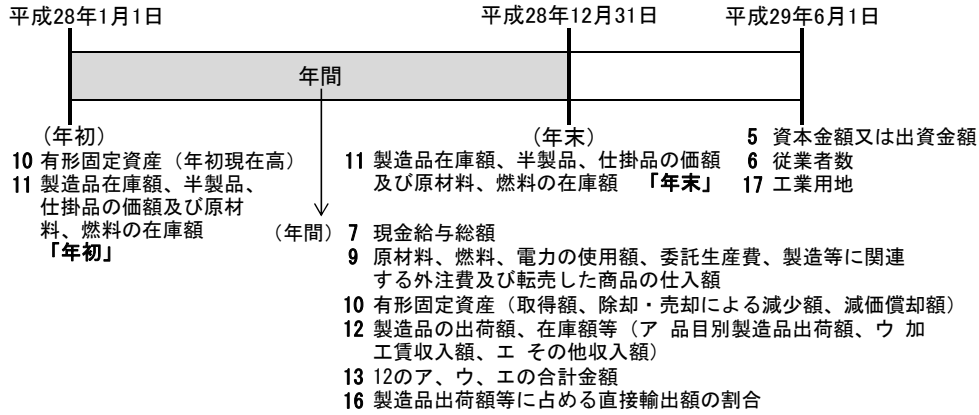 平成28年1月1日
平成28年12月31日
平成29年6月1日
年間
(年初)
10 有形固定資産(年初現在高)
11 製造品在庫額、半製品、
仕掛品の価額及び原材
料、燃料の在庫額
「年初」
(年末)
11 製造品在庫額、半製品、仕掛品の価額
及び原材料、燃料の在庫額 「年末」
5 資本金額又は出資金額
6 従業者数
17 工業用地
(年間) 7 現金給与総額
9 原材料、燃料、電力の使用額、委託生産費、製造等に関連
する外注費及び転売した商品の仕入額
10 有形固定資産(取得額、除却・売却による減少額、減価償却額)
12 製造品の出荷額、在庫額等(ア 品目別製造品出荷額、ウ 加
工賃収入額、エ その他収入額)
13 12のア、ウ、エの合計金額
16 製造品出荷額等に占める直接輸出額の割合